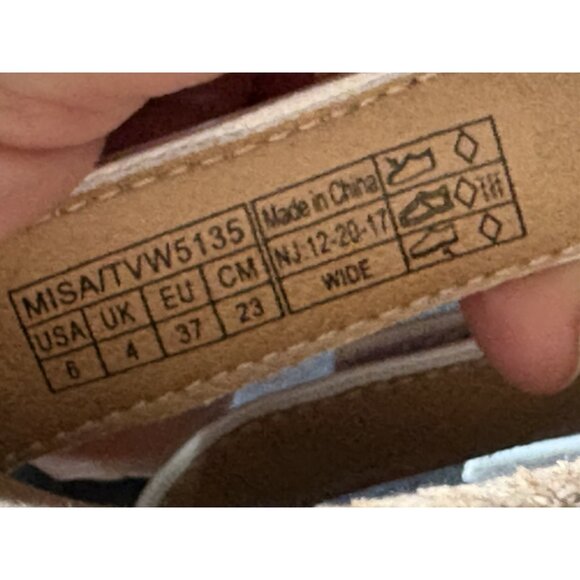 MISA/TVW5135
USA UK EU CM
6 4 37 23
Made in China
NJ-12-20-17
WIDE